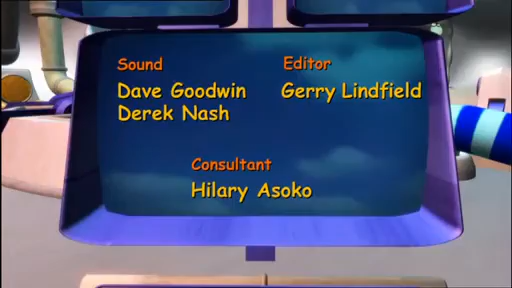 Sound
Dave Goodwin
Derek Nash
Editor
Gerry Lindfield
Consultant
Hilary Asoko